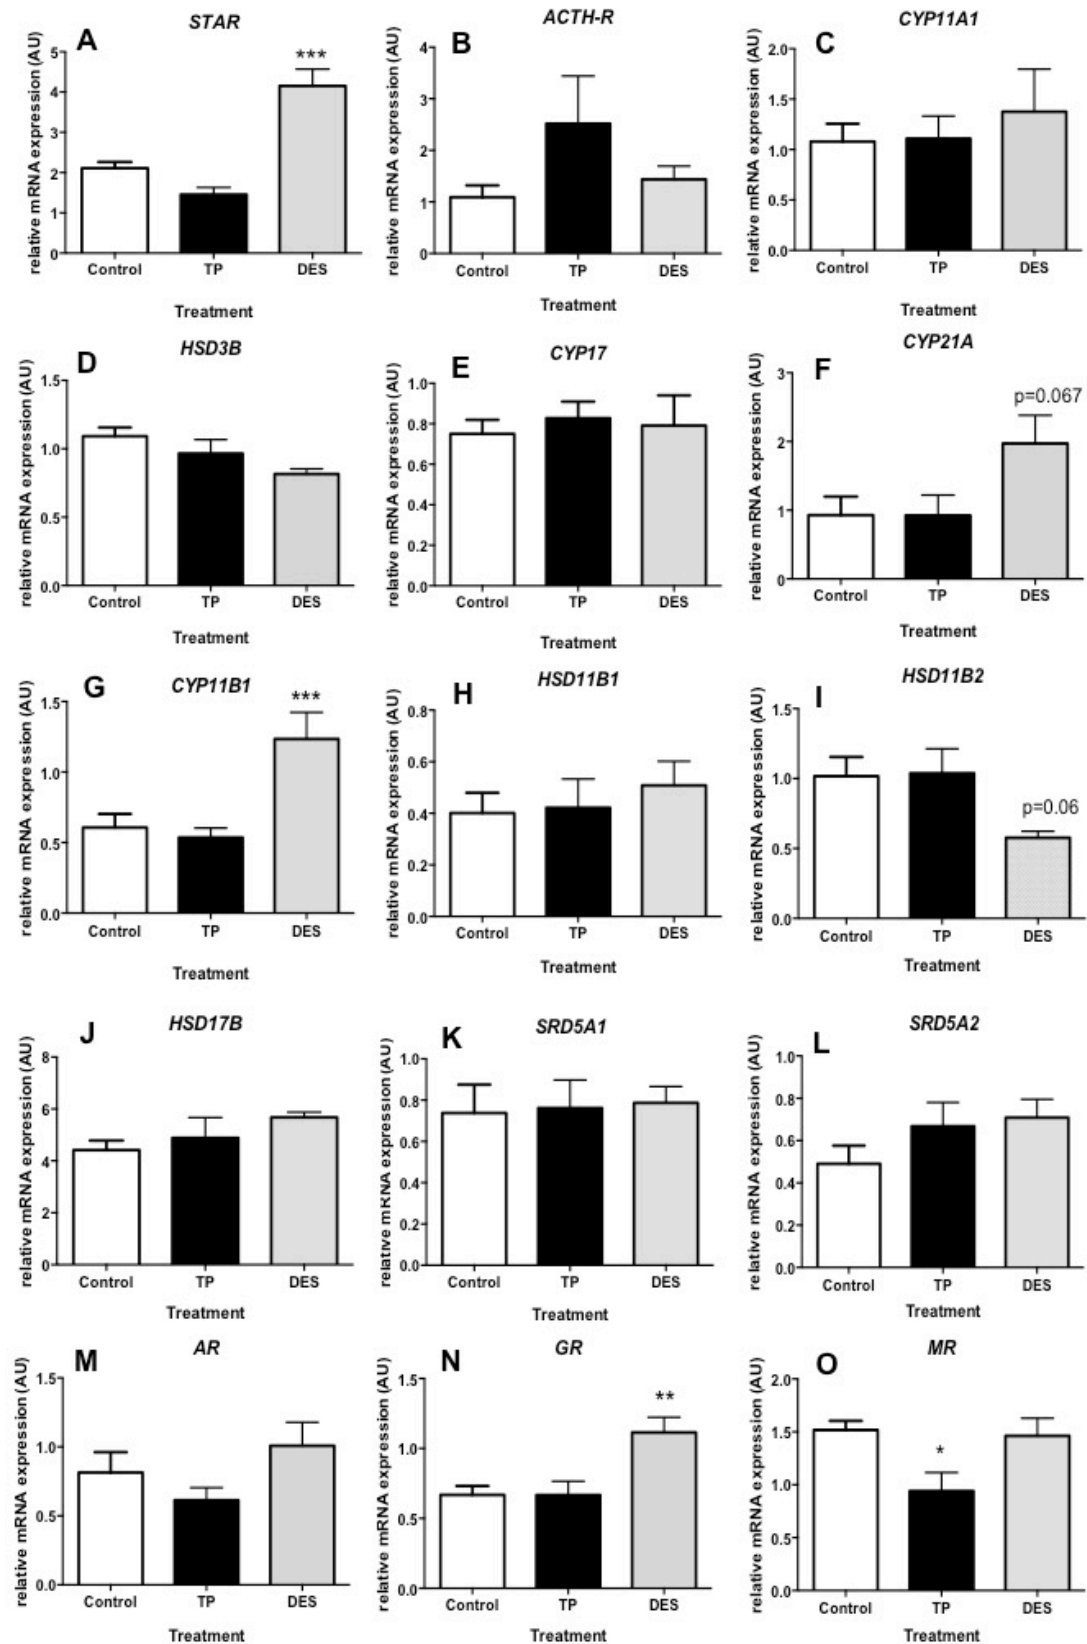 A
STAR
relative mRNA expression (AU)
5
4
3
2
1
0
***
Control TP DES
Treatment
B
ACTH-R
relative mRNA expression (AU)
4
3
2
1
0
Control TP DES
Treatment
C
CYP11A1
relative mRNA expression (AU)
2.0
1.5
1.0
0.5
0.0
Control TP DES
Treatment
D
HSD3B
relative mRNA expression (AU)
1.5
1.0
0.5
0.0
Control TP DES
Treatment
E
CYP17
relative mRNA expression (AU)
1.0
0.8
0.6
0.4
0.2
0.0
Control TP DES
Treatment
F
CYP21A
relative mRNA expression (AU)
3
2
1
0
p=0.067
Control TP DES
Treatment
G
CYP11B1
relative mRNA expression (AU)
1.5
1.0
0.5
0.0
***
Control TP DES
Treatment
H
HSD11B1
relative mRNA expression (AU)
0.8
0.6
0.4
0.2
0.0
Control TP DES
Treatment
I
HSD11B2
relative mRNA expression (AU)
1.5
1.0
0.5
0.0
p=0.06
Control TP DES
Treatment
J
HSD17B
relative mRNA expression (AU)
8
6
4
2
0
Control TP DES
Treatment
K
SRD5A1
relative mRNA expression (AU)
1.0
0.8
0.6
0.4
0.2
0.0
Control TP DES
Treatment
L
SRD5A2
relative mRNA expression (AU)
1.0
0.8
0.6
0.4
0.2
0.0
Control TP DES
Treatment
M
AR
relative mRNA expression (AU)
1.5
1.0
0.5
0.0
Control TP DES
Treatment
N
GR
relative mRNA expression (AU)
1.5
1.0
0.5
0.0
**
Control TP DES
Treatment
O
MR
relative mRNA expression (AU)
2.0
1.5
1.0
0.5
0.0
*
Control TP DES
Treatment